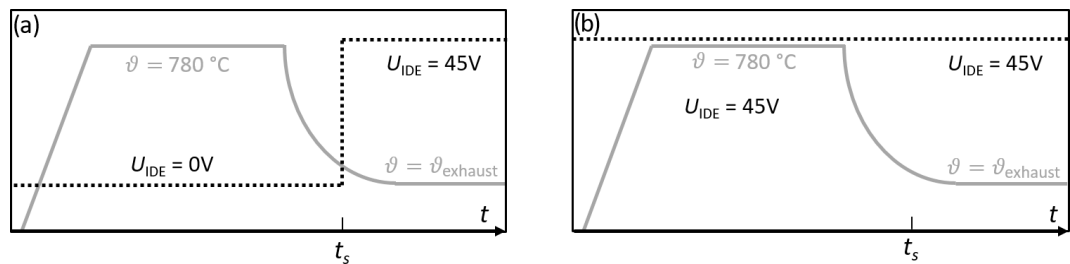 (a)
ϑ = 780 °C
U_IDE = 45V
U_IDE = 0V
ϑ = ϑ_exhaust
t
t_s
(b)
ϑ = 780 °C
U_IDE = 45V
U_IDE = 45V
ϑ = ϑ_exhaust
t
t_s